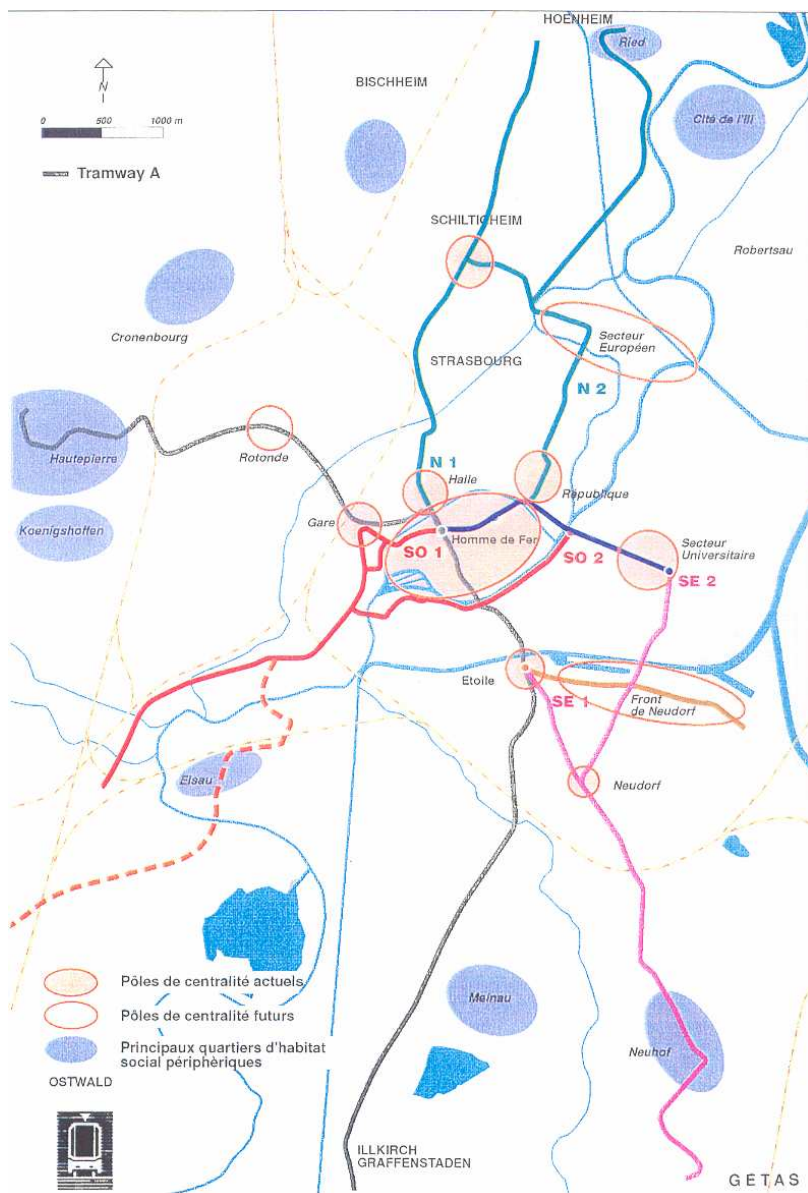 HOENHEIM
Ried
N
BISCHHEIM
0 500 1000 m
Cité de l'Ill
Tramway A
SCHILTIGHEIM
Robertsau
Cronenbourg
STRASBOURG
Secteur
Européen
N 2
Hautepierre
Rotonde
N 1
Halle
République
Koenigshoffen
Gare
Homme de Fer
Secteur
Universitaire
SO 1
SO 2
SE 2
Etoile
SE 1
Front
de Neudorf
Elsau
Neudorf
Pôles de centralité actuels
Pôles de centralité futurs
Principaux quartiers d'habitat
social périphèriques
Meinau
Neuhof
OSTWALD
ILLKIRCH
GRAFFENSTADEN
GETAS